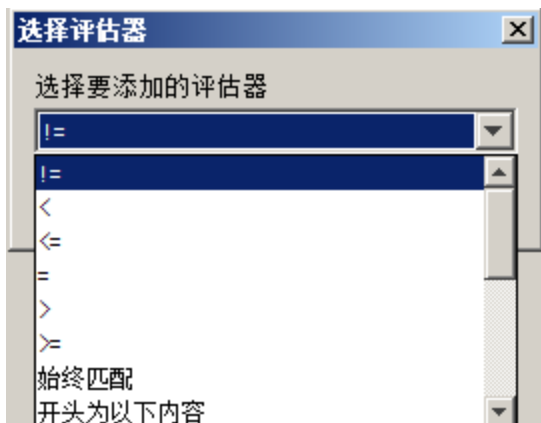 选择评估器
选择要添加的评估器
!=
!=
<
<=
=
>
>=
始终匹配
开头为以下内容